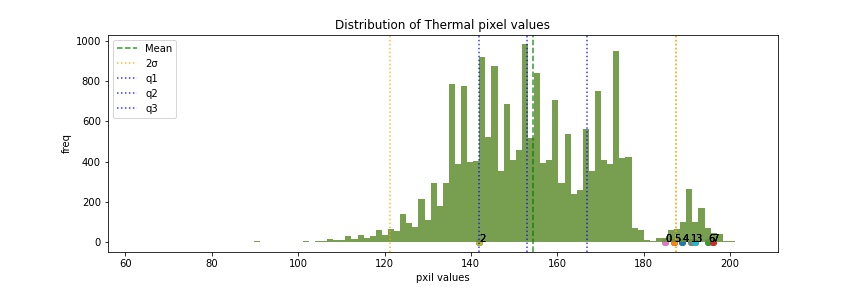 Distribution of Thermal pixel values
freq
1000
800
600
400
200
0
Mean
2σ
q1
q2
q3
2
0 5 4 1 3 6 7
60 80 100 120 140 160 180 200
pxil values